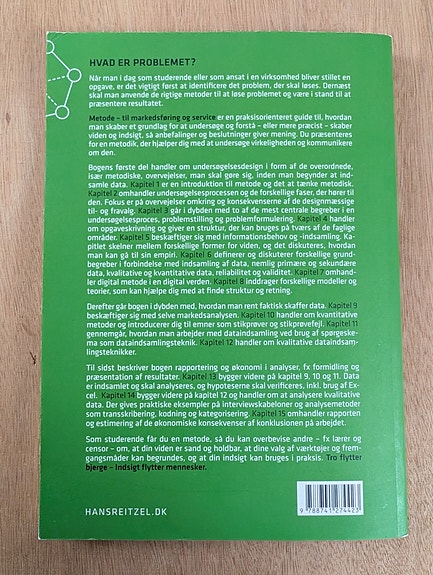 HVAD ER PROBLEMET?
Når man i dag som studerende eller som ansat i en virksomhed bliver stillet en
opgave, er det vigtigt først at identificere det problem, der skal løses. Dernæst
skal man anvende de rigtige metoder til at løse problemet og være i stand til at
præsentere resultatet.
Metode – til markedsføring og service er en praksisorienteret guide til, hvordan
man skaber et grundlag for at undersøge og forstå – eller mere præcist – skaber
viden og indsigt, så anbefalinger og beslutninger giver mening. Du præsenteres
for en metodik, der hjælper dig med at undersøge virkeligheden og kommunikere
om den.
Bogens første del handler om undersøgelsesdesign i form af de overordnede,
især metodiske, overvejelser, man skal gøre sig, inden man begynder at ind-
samle data. Kapitel 1 er en introduktion til metode og det at tænke metodisk.
Kapitel 2 omhandler undersøgelsesprocessen og de forskellige faser, der hører til
den. Fokus er på overvejelser omkring og konsekvenserne af de designmæssige
til- og fravalg. Kapitel 3 går i dybden med to af de mest centrale begreber i en
undersøgelsesproces, problemstilling og problemformulering. Kapitel 4 handler
om opgaveskrivning og giver en struktur, der kan bruges på tværs af de faglige
områder. Kapitel 5 beskæftiger sig med informationsbehov og -indsamling. Ka-
pitlet skelner mellem forskellige former for viden, og det diskuteres, hvordan
man kan gå til sin empiri. Kapitel 6 definerer og diskuterer forskellige grund-
begreber i forbindelse med indsamling af data, nemlig primære og sekundære
data, kvalitative og kvantitative data, reliabilitet og validitet. Kapitel 7 omhand-
ler digital metode i en digital verden. Kapitel 8 inddrager forskellige modeller og
teorier, som kan hjælpe dig med at finde struktur og retning.
Derefter går bogen i dybden med, hvordan man rent faktisk skaffer data. Kapitel 9
beskæftiger sig med selve markedsanalysen. Kapitel 10 handler om kvantitative
metoder og introducerer dig til emner som stikprøver og stikprøvefejl. Kapitel 11
gennemgår, hvordan man arbejder med dataindsamling ved brug af spørgeske-
ma som dataindsamlingsteknik. Kapitel 12 handler om kvalitative dataindsam-
lingsteknikker.
Til sidst beskriver bogen rapportering og økonomi i analyser, fx formidling og
præsentation af resultater. Kapitel 13 bygger videre på kapitel 9, 10 og 11. Data
er indsamlet og skal analyseres, og hypoteserne skal verificeres, inkl. brug af Ex-
cel. Kapitel 14 bygger videre på kapitel 12 og handler om at analysere kvalitative
data. Der gives praktiske eksempler på interviewskabeloner og analysemetoder
som transskribering, kodning og kategorisering. Kapitel 15 omhandler rapporten
og estimering af de økonomiske konsekvenser af konklusionen på arbejdet.
Som studerende får du en metode, så du kan overbevise andre – fx lærer og
censor – om, at din viden er sand og holdbar, at dine valg af værktøjer og frem-
gangsmåder kan begrundes, og at din indsigt kan bruges i praksis. Tro flytter
bjerge – Indsigt flytter mennesker.
HANSREITZEL.DK
9 788741 274423